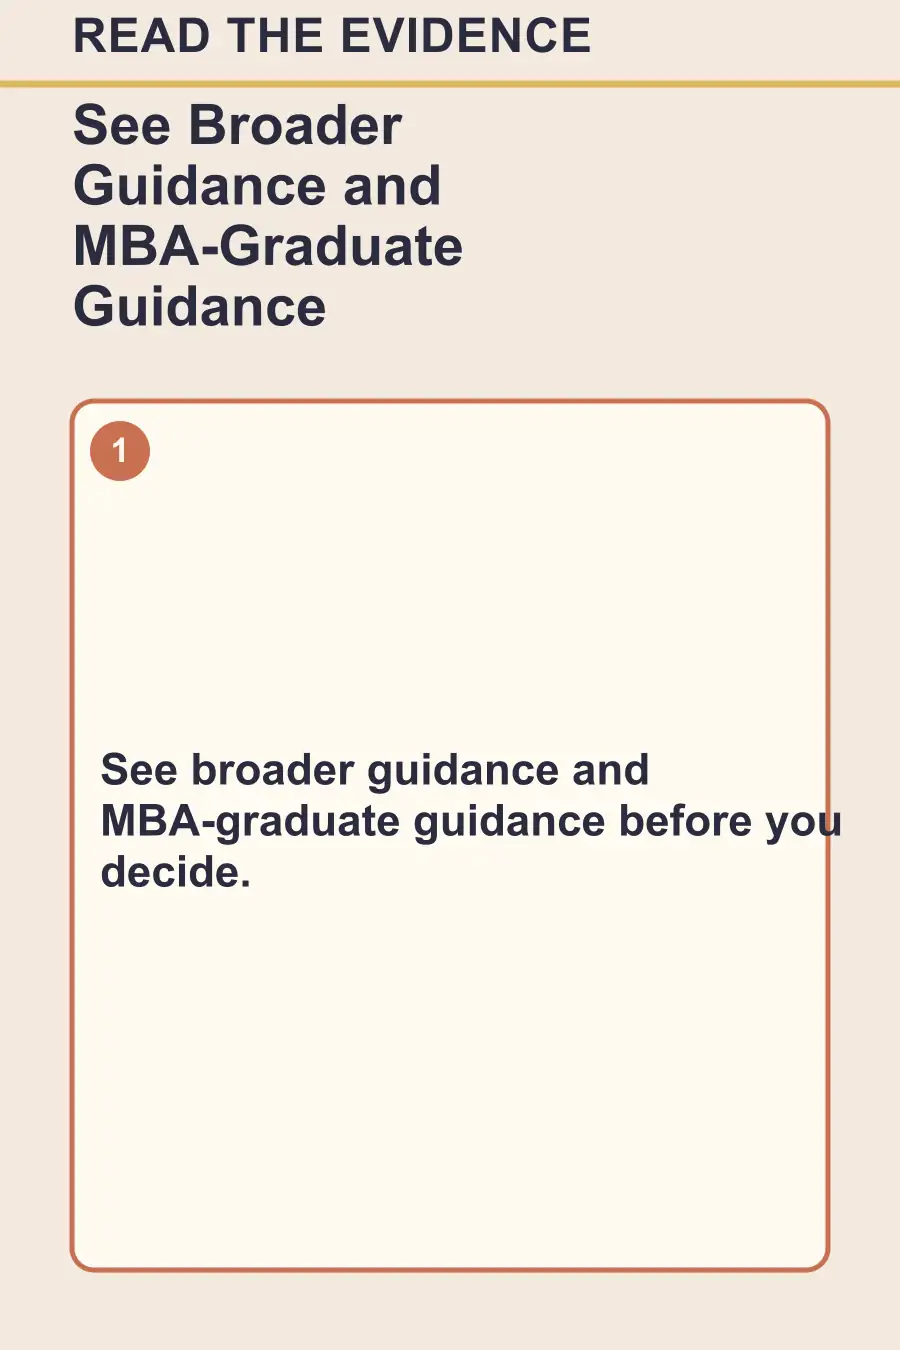 READ THE EVIDENCE
See Broader
Guidance and
MBA-Graduate
Guidance
1
See broader guidance and
MBA-graduate guidance before you
decide.